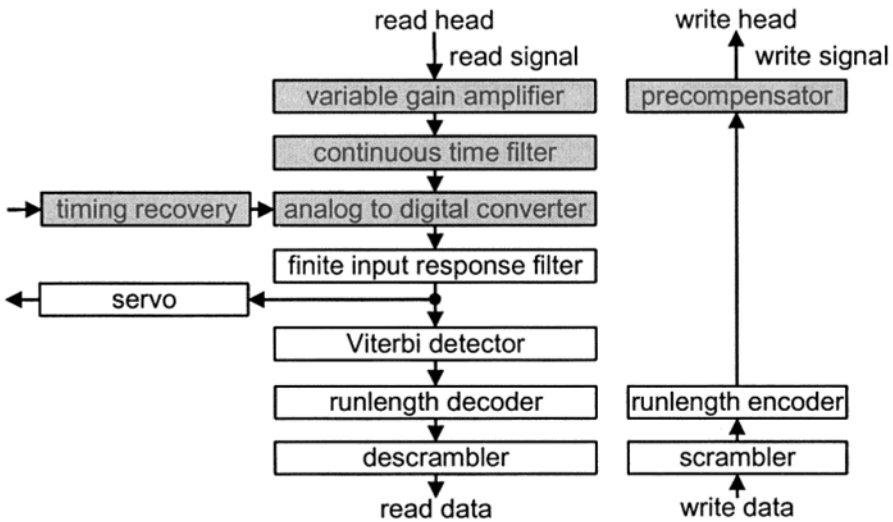 read head
write head
read signal
write signal
variable gain amplifier
precompensator
continuous time filter
timing recovery
analog to digital converter
finite input response filter
servo
Viterbi detector
runlength decoder
runlength encoder
descrambler
scrambler
read data
write data